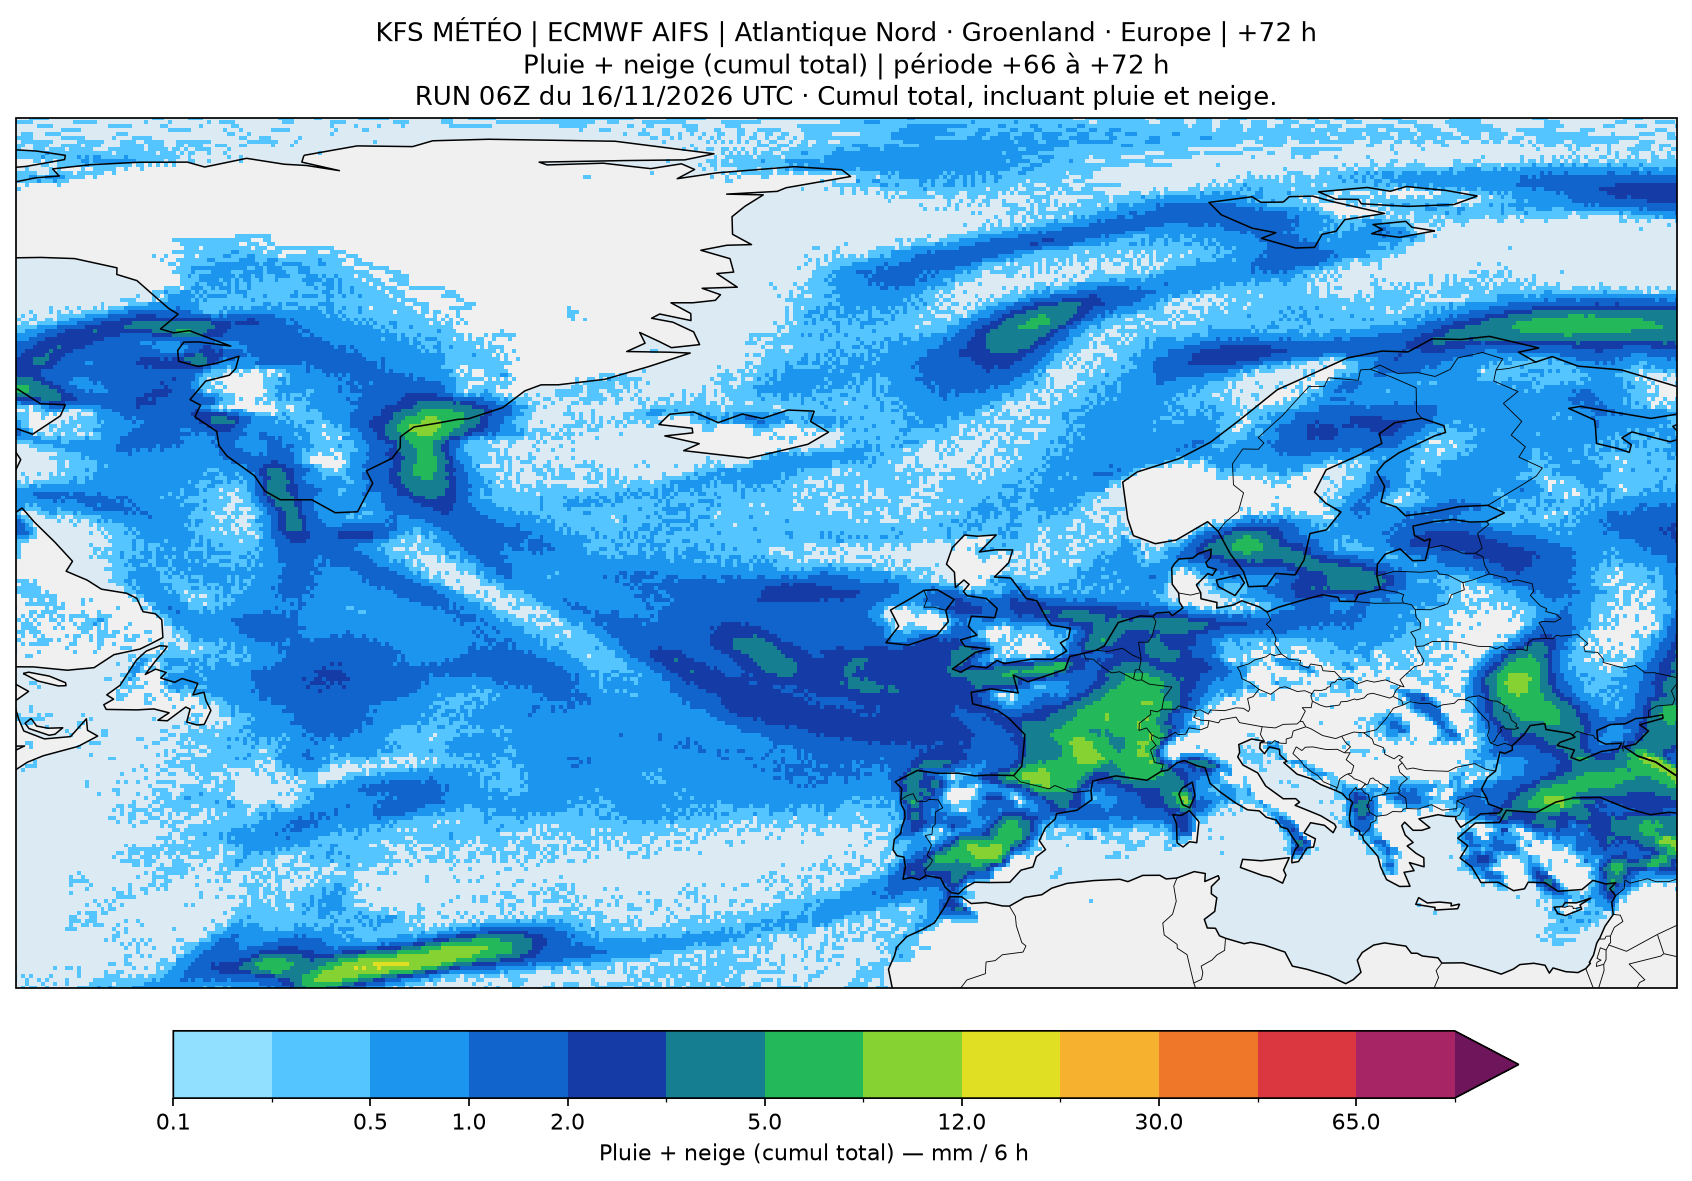 KFS MÉTÉO | ECMWF AIFS | Atlantique Nord · Groenland · Europe | +72 h
Pluie + neige (cumul total) | période +66 à +72 h
RUN 06Z du 16/11/2026 UTC · Cumul total, incluant pluie et neige.
0.1 0.5 1.0 2.0 5.0 12.0 30.0 65.0
Pluie + neige (cumul total) — mm / 6 h